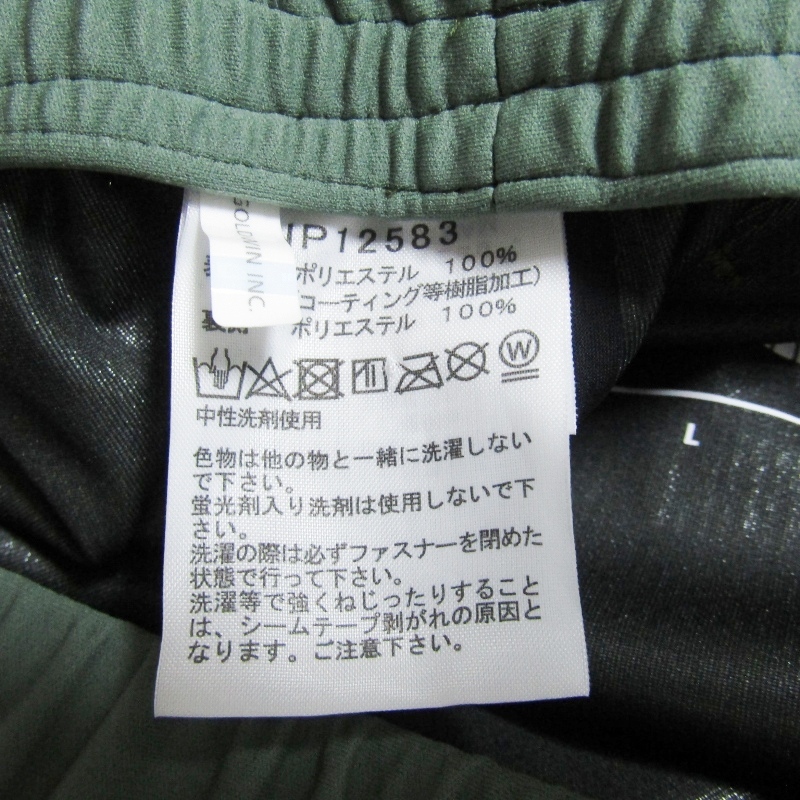 GOLDWIN INC.
IP12583
ポリエステル 100%
コーティング等樹脂加工)
裏側 ポリエステル 100%
W
中性洗剤使用
色物は他の物と一緒に洗濯しない
で下さい。
蛍光剤入り洗剤は使用しないで下
さい。
洗濯の際は必ずファスナーを閉めた
状態で行って下さい。
洗濯等で強くねじったりすること
は、シームテープ剥がれの原因と
なります。ご注意下さい。
L